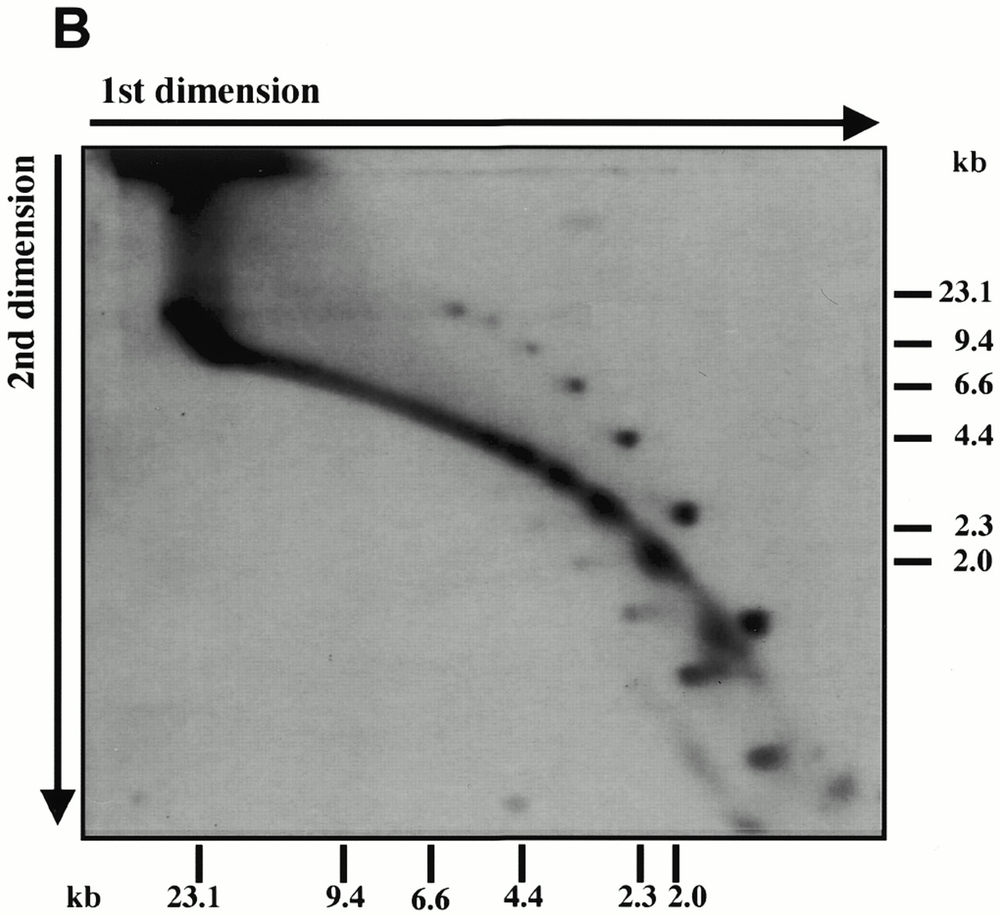 B
1st dimension
2nd dimension
kb
23.1
9.4
6.6
4.4
2.3
2.0
kb 23.1 9.4 6.6 4.4 2.3 2.0